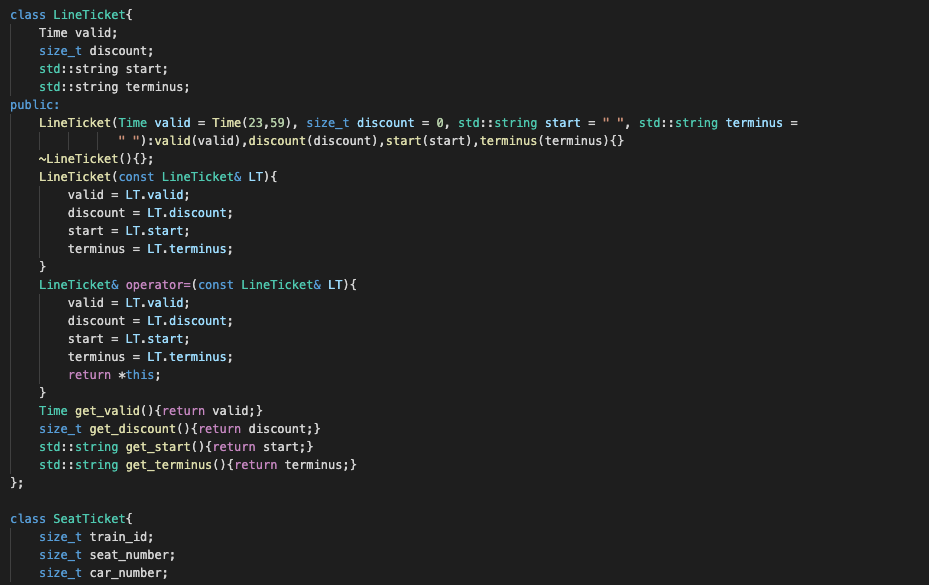 class LineTicket{
    Time valid;
    size_t discount;
    std::string start;
    std::string terminus;
public:
    LineTicket(Time valid = Time(23,59), size_t discount = 0, std::string start = " ", std::string terminus =
               " "):valid(valid),discount(discount),start(start),terminus(terminus){}
    ~LineTicket(){};
    LineTicket(const LineTicket& LT){
        valid = LT.valid;
        discount = LT.discount;
        start = LT.start;
        terminus = LT.terminus;
    }
    LineTicket& operator=(const LineTicket& LT){
        valid = LT.valid;
        discount = LT.discount;
        start = LT.start;
        terminus = LT.terminus;
        return *this;
    }
    Time get_valid(){return valid;}
    size_t get_discount(){return discount;}
    std::string get_start(){return start;}
    std::string get_terminus(){return terminus;}
};

class SeatTicket{
    size_t train_id;
    size_t seat_number;
    size_t car_number;